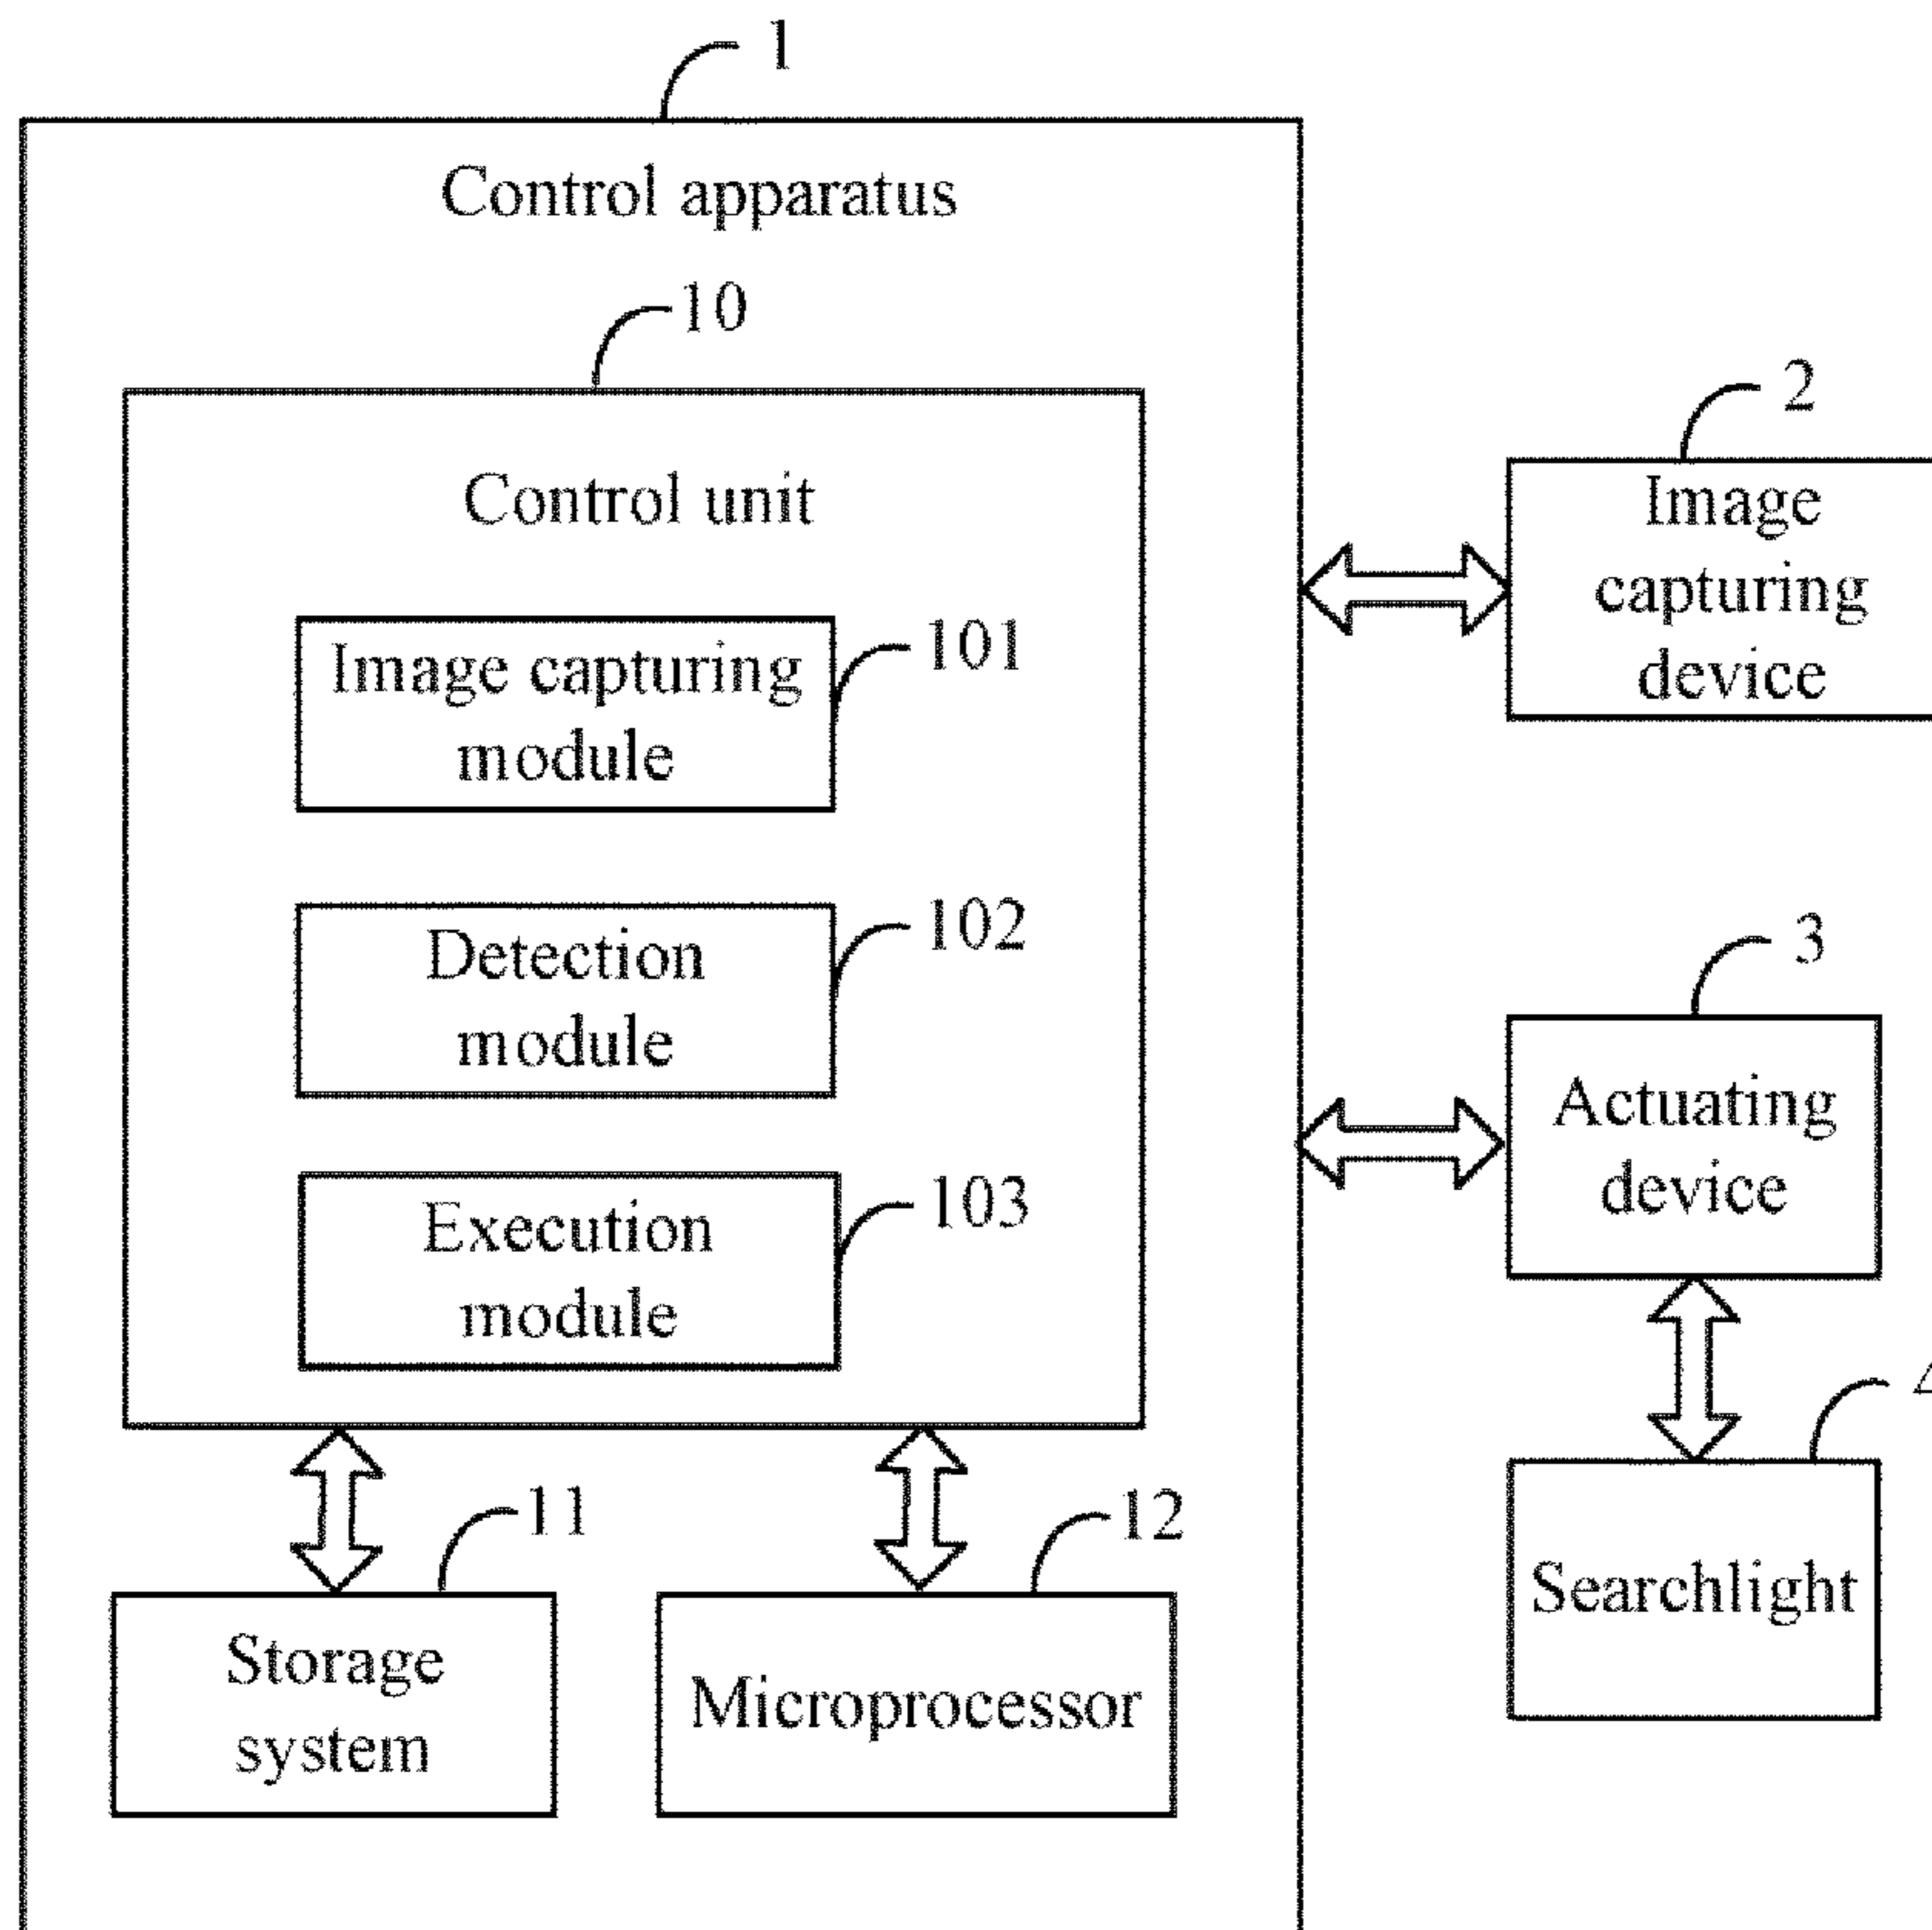 1
Control apparatus
10
Control unit
Image capturing
module
101
Detection
module
102
Execution
module
103
11
Storage
system
12
Microprocessor
2
Image
capturing
device
3
Actuating
device
4
Searchlight